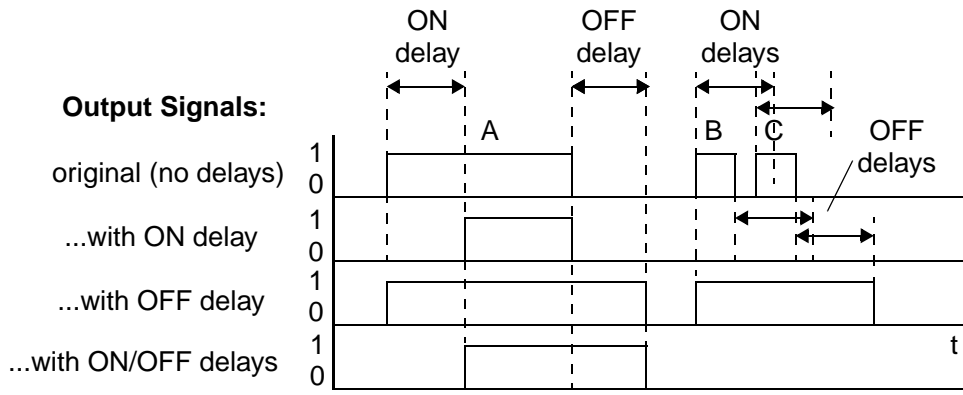 ON
delay
OFF
delay
ON
delays
Output Signals:
A
B
C
OFF
delays
original (no delays)
1
0
...with ON delay
1
0
...with OFF delay
1
0
...with ON/OFF delays
1
0
t